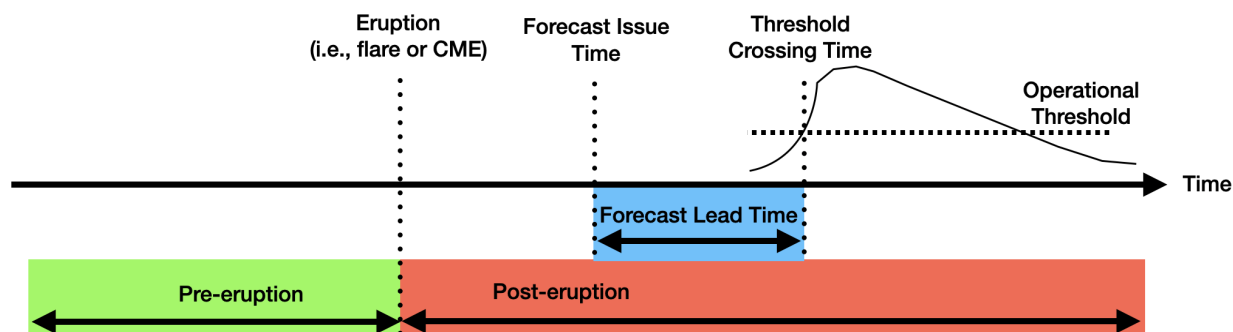 Eruption
(i.e., flare or CME)
Forecast Issue
Time
Threshold
Crossing Time
Operational
Threshold
Time
Forecast Lead Time
Pre-eruption
Post-eruption